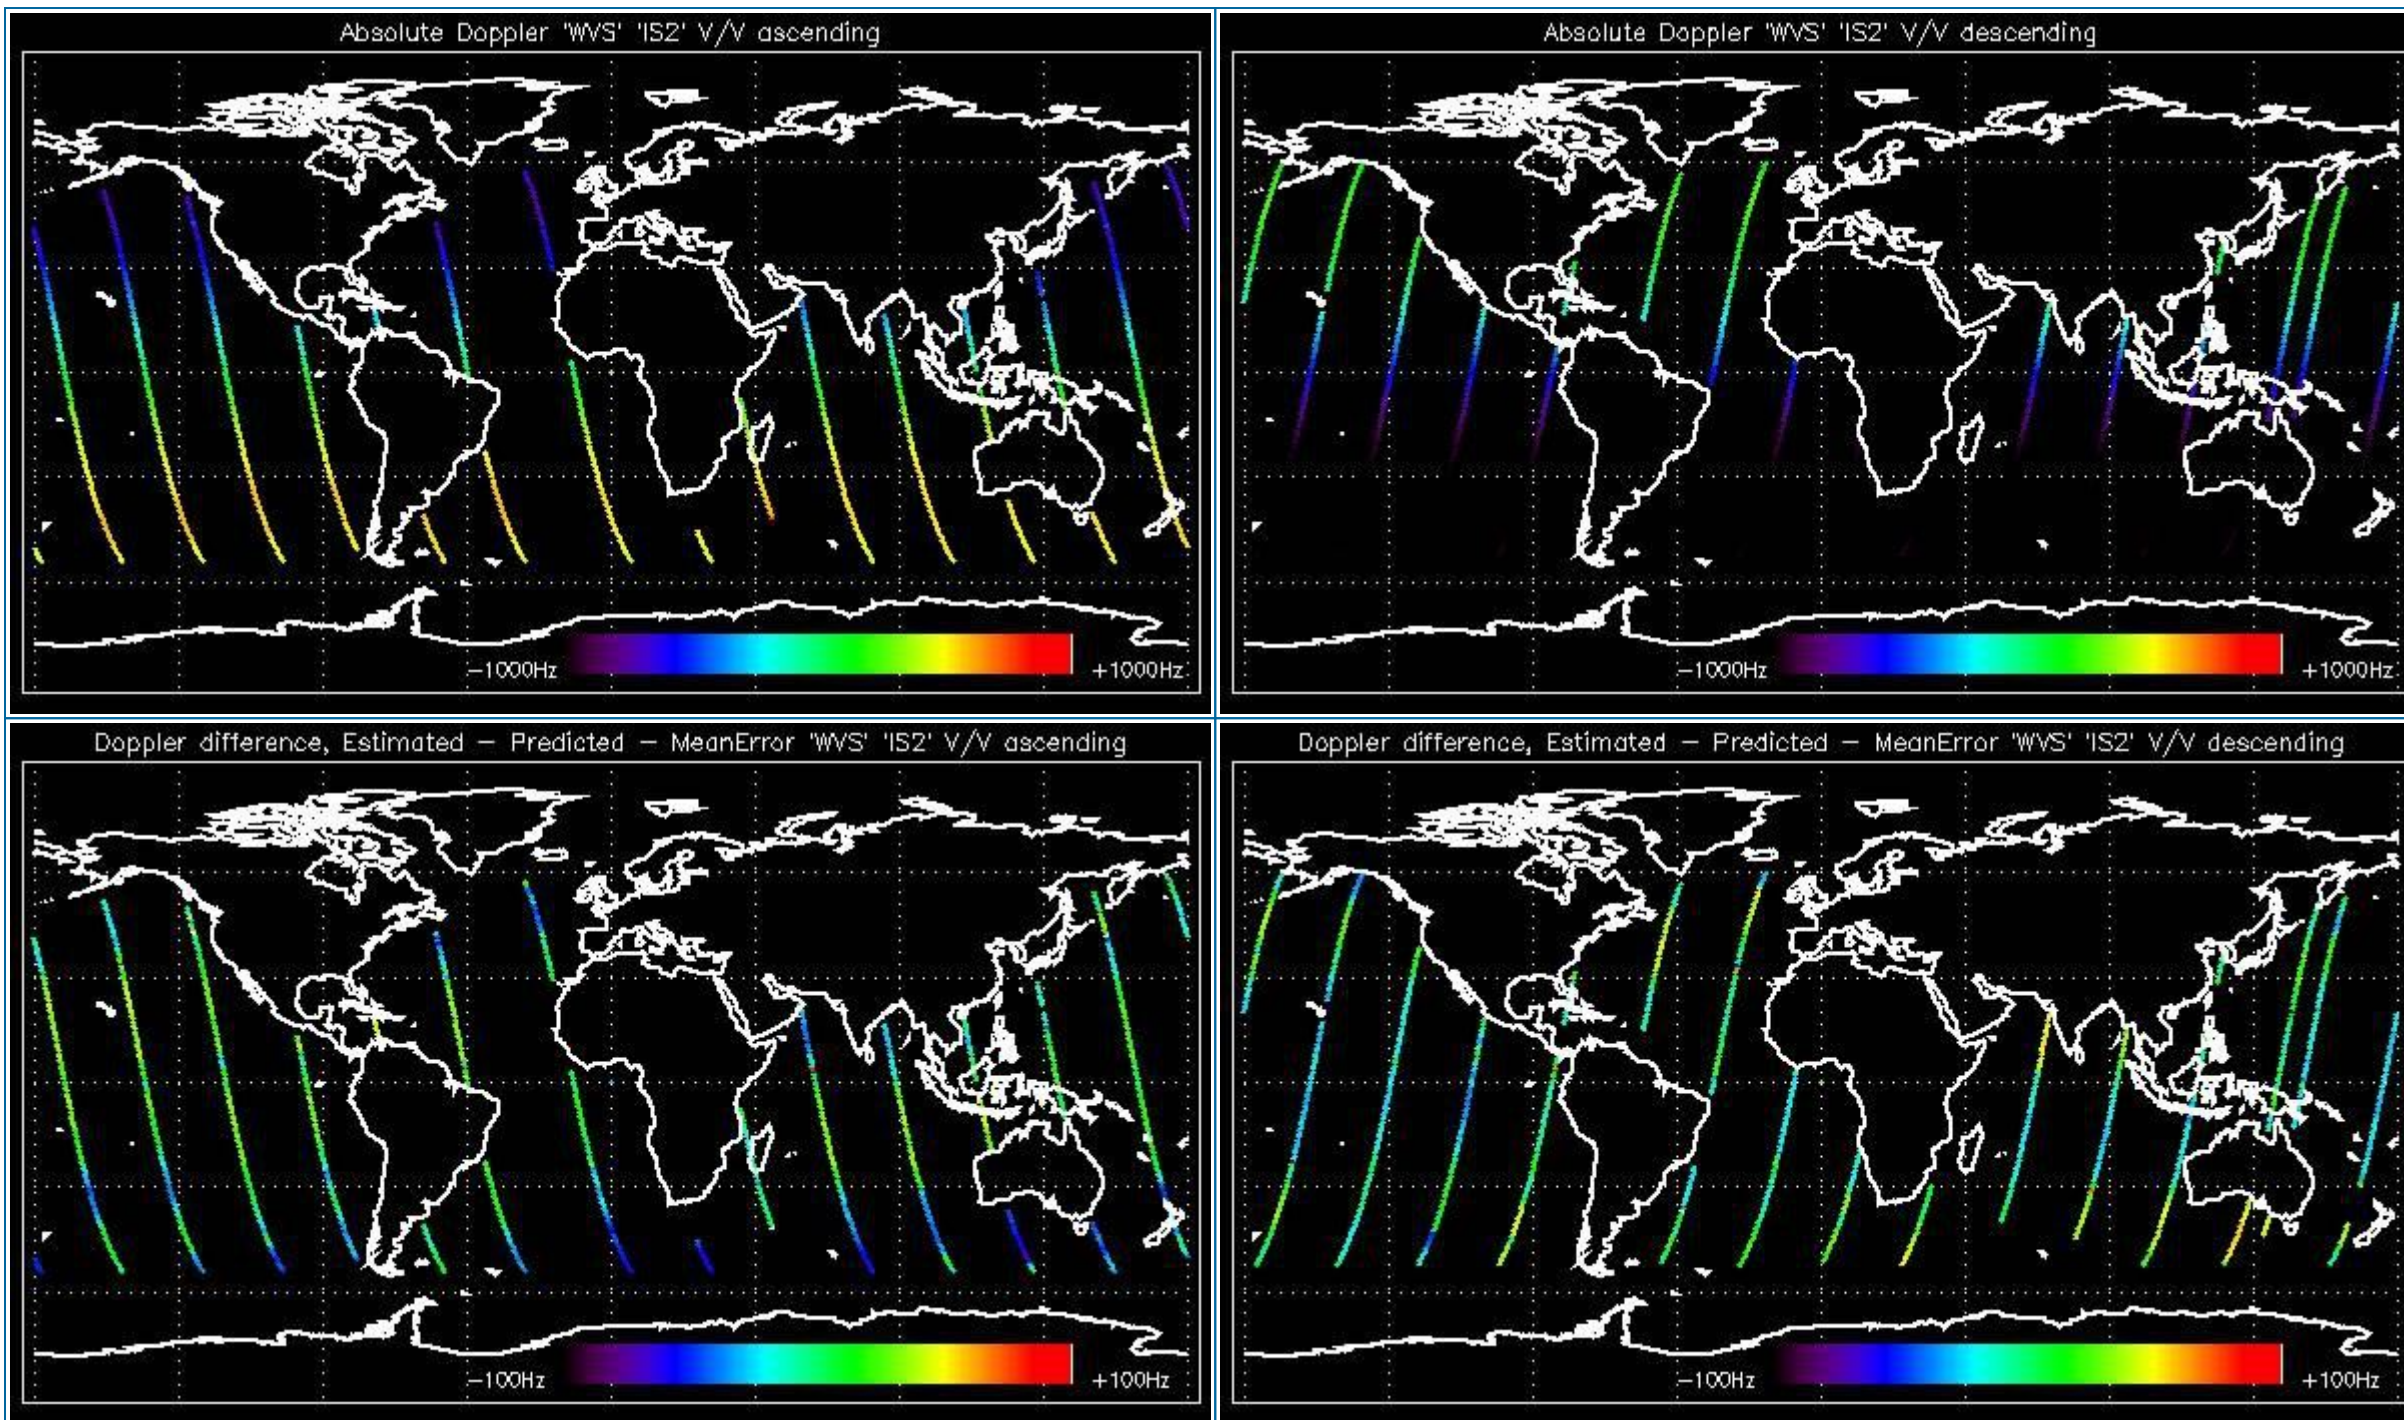 Absolute Doppler 'WVS' 'IS2' V/V ascending
-1000Hz
+1000Hz
Absolute Doppler 'WVS' 'IS2' V/V descending
-1000Hz
+1000Hz
Doppler difference, Estimated - Predicted - MeanError 'WVS' 'IS2' V/V ascending
-100Hz
+100Hz
Doppler difference, Estimated - Predicted - MeanError 'WVS' 'IS2' V/V descending
-100Hz
+100Hz